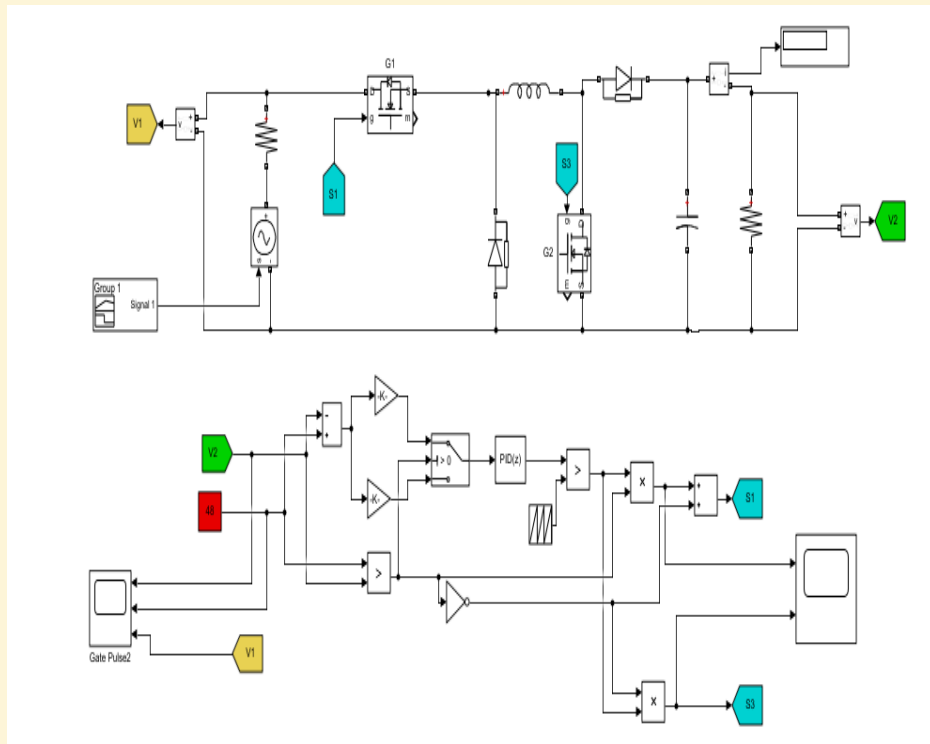 G1
D
S
g
m
+
-
v
V1
S1
S3
+
-
i
+
-
v
V2
G2
g
D
m
S
+
-
s
Group 1
Signal 1
-K-
-
+
V2
> 0
PID(z)
>
x
+
+
S1
48
-K-
>
Gate Pulse2
V1
x
S3